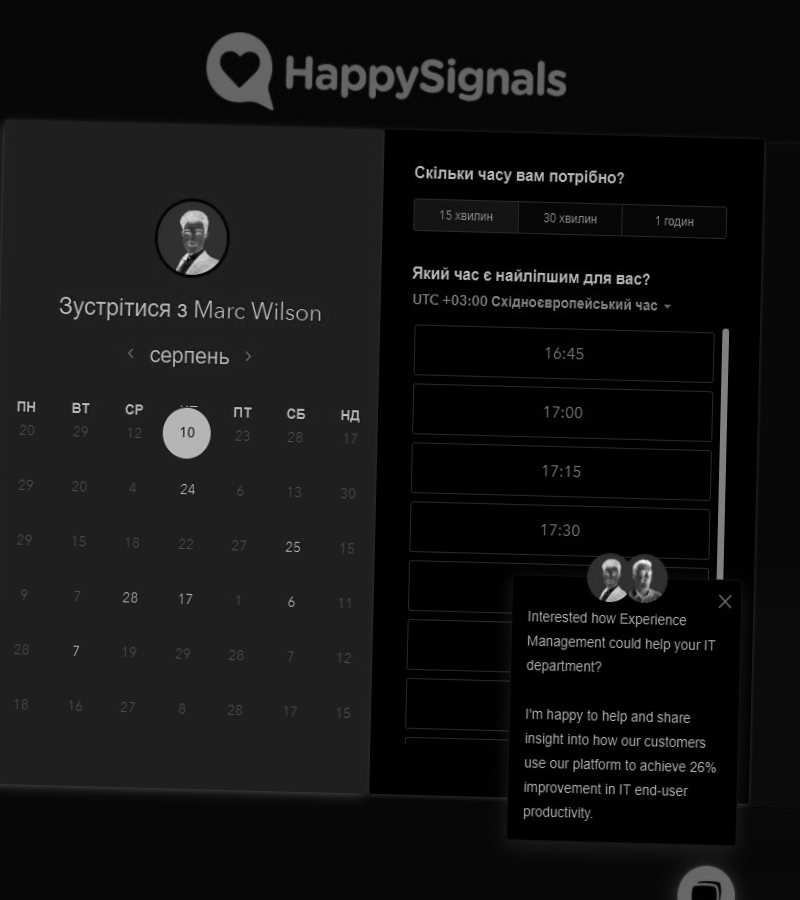 HappySignals
Зустрітися з Marc Wilson
серпень
ПН ВТ СР ПТ СБ НД
20 29 12 10 23 28 17
29 20 4 24 6 13 30
29 15 18 22 27 25 15
9 7 28 17 1 6 11
28 7 19 29 28 7 12
18 16 27 8 28 17 15
Скільки часу вам потрібно?
15 хвилин 30 хвилин 1 годин
Який час є найліпшим для вас?
UTC +03:00 Східноєвропейський час
16:45
17:00
17:15
17:30
Interested how Experience
Management could help your IT
department?
I'm happy to help and share
insight into how our customers
use our platform to achieve 26%
improvement in IT end-user
productivity.